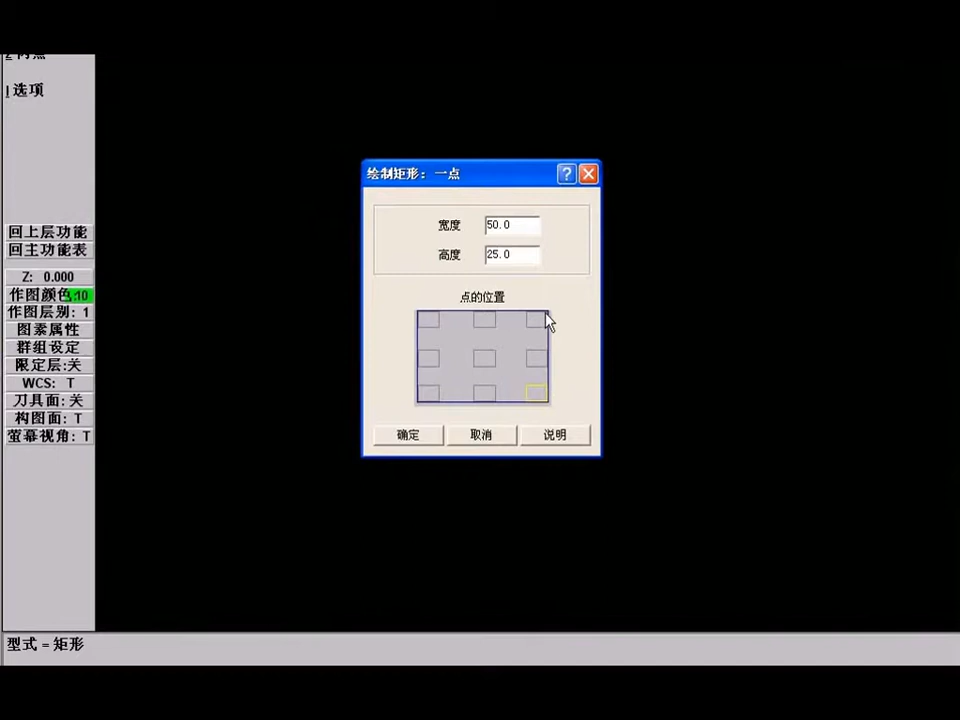 1选项
回上层功能
回主功能表
Z: 0.000
作图颜色:10
作图层别: 1
图素属性
群组设定
限定层:关
WCS: T
刀具面: 关
构图面: T
萤幕视角: T
绘制矩形: 一点
宽度 50.0
高度 25.0
点的位置
确定 取消 说明
型式 = 矩形